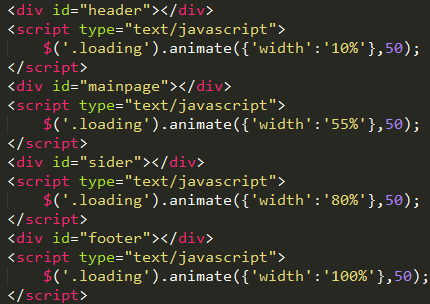 <div id="header"></div>
<script type="text/javascript">
    $('.loading').animate({'width':'10%'},50);
</script>
<div id="mainpage"></div>
<script type="text/javascript">
    $('.loading').animate({'width':'55%'},50);
</script>
<div id="sider"></div>
<script type="text/javascript">
    $('.loading').animate({'width':'80%'},50);
</script>
<div id="footer"></div>
<script type="text/javascript">
    $('.loading').animate({'width':'100%'},50);
</script>